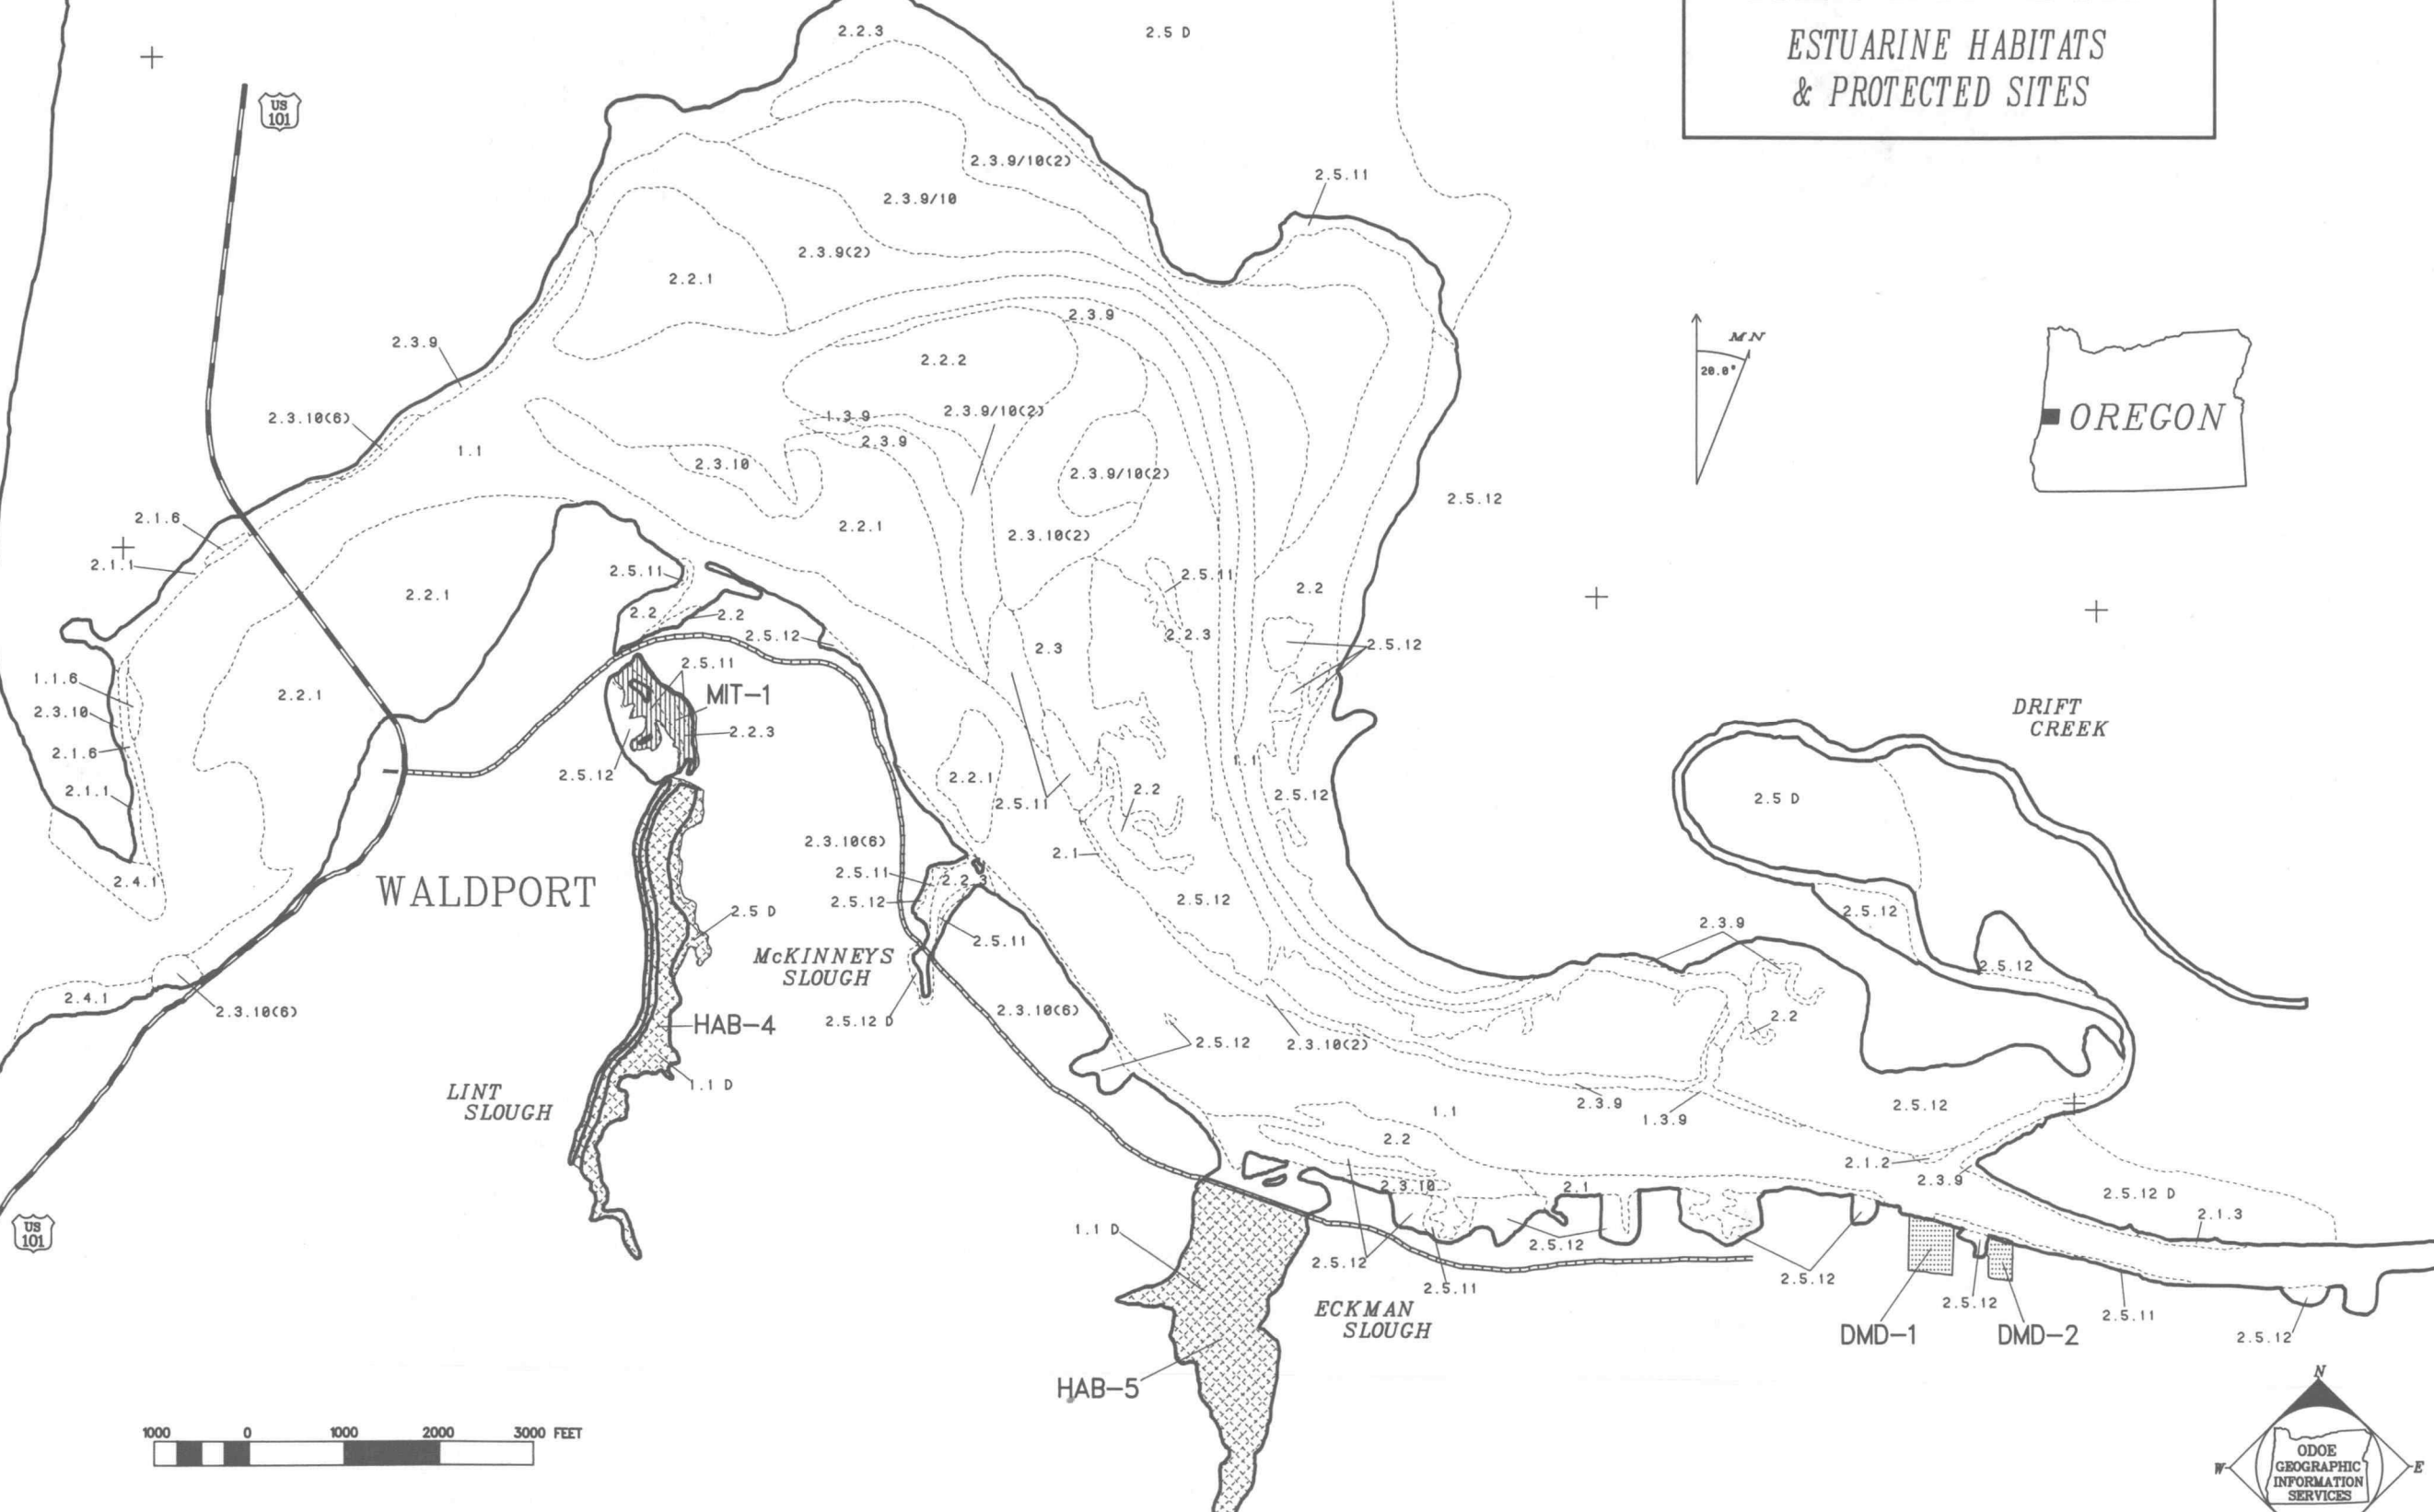 ESTUARINE HABITATS
& PROTECTED SITES
2.2.3
2.5 D
US
101
2.3.9/10(2)
2.5.11
2.3.9/10
2.3.9(2)
2.2.1
2.3.9
MN
20.0°
2.3.9
2.2.2
2.3.10(6)
1.3.9
2.3.9/10(2)
OREGON
2.3.9
1.1
2.3.10
2.3.9/10(2)
2.5.12
2.1.6
2.2.1
2.3.10(2)
2.1.1
2.5.11
2.5.11
2.2.1
2.2
2.2
2.2
2.5.12
2.2.3
2.5.12
2.3
2.5.11
1.1.6
2.2.1
MIT-1
DRIFT
CREEK
2.3.10
2.2.3
2.1.6
2.5.12
2.2.1
1.1
2.1.1
2.5.11
2.2
2.5.12
2.5 D
2.3.10(6)
2.1
2.4.1
2.5.11
2.2.3
WALDPORT
2.5.12
2.5.12
2.5 D
2.5.12
2.3.9
2.5.11
McKINNEYS
SLOUGH
2.5.12
2.4.1
2.3.10(6)
2.5.12 D
2.3.10(6)
2.2
HAB-4
2.5.12
2.3.10(2)
1.1 D
LINT
SLOUGH
1.1
2.3.9
1.3.9
2.5.12
2.2
2.1.2
2.3.10
2.1
2.3.9
2.5.12 D
2.1.3
US
101
1.1 D
2.5.12
2.5.12
2.5.11
2.5.12
2.5.12
2.5.11
ECKMAN
SLOUGH
DMD-1
DMD-2
2.5.12
HAB-5
N
1000 0 1000 2000 3000 FEET
W
E
ODOE
GEOGRAPHIC
INFORMATION
SERVICES